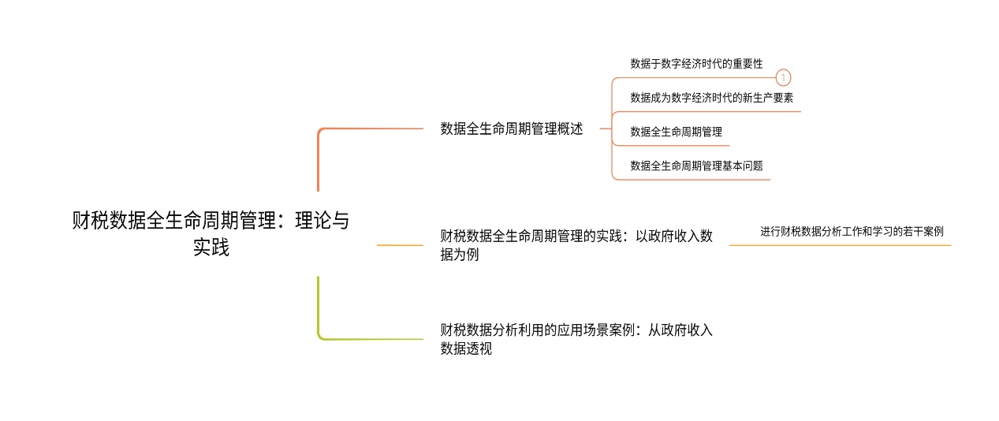 数据于数字经济时代的重要性
1
数据成为数字经济时代的新生产要素
数据全生命周期管理概述
数据全生命周期管理
数据全生命周期管理基本问题
财税数据全生命周期管理：理论与
实践
财税数据全生命周期管理的实践：以政府收入数
据为例
进行财税数据分析工作和学习的若干案例
财税数据分析利用的应用场景案例：从政府收入
数据透视